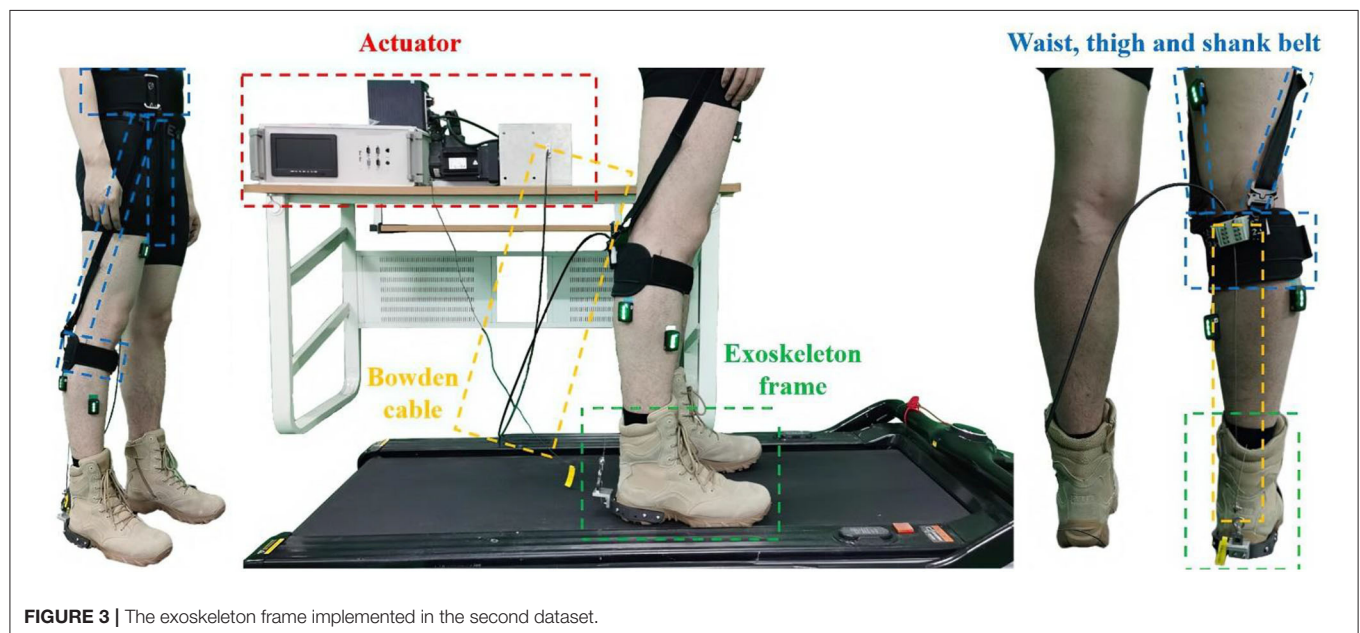 Actuator
Waist, thigh and shank belt
Exoskeleton
frame
Bowden
cable
FIGURE 3 | The exoskeleton frame implemented in the second dataset.